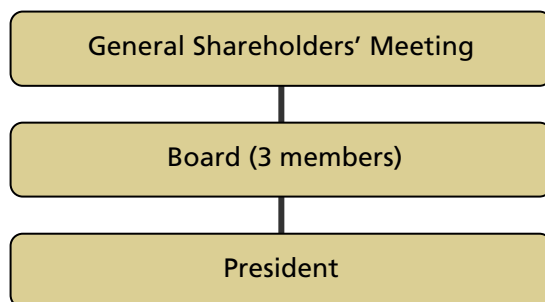 General Shareholders’ Meeting
Board (3 members)
President